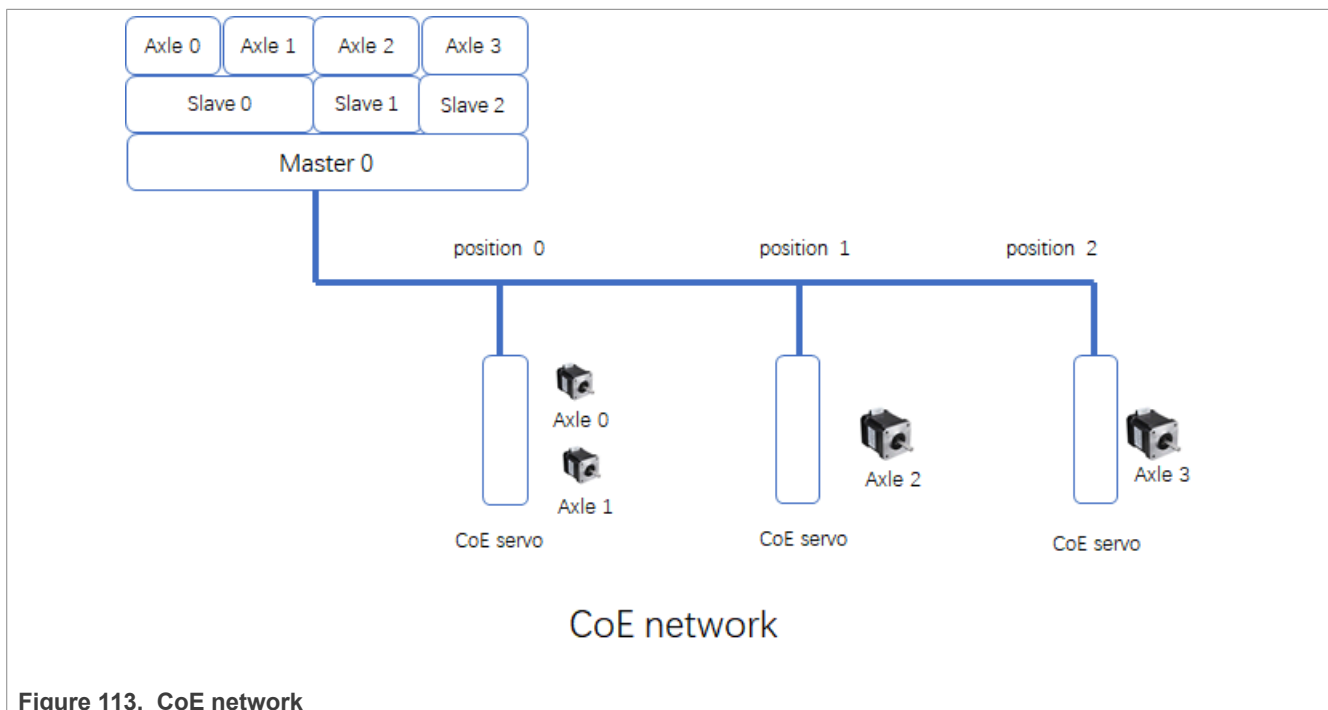 Axle 0 Axle 1 Axle 2 Axle 3
Slave 0 Slave 1 Slave 2
Master 0
position 0 position 1 position 2
Axle 0
Axle 1
Axle 2
Axle 3
CoE servo CoE servo CoE servo
CoE network
Figure 113. CoE network